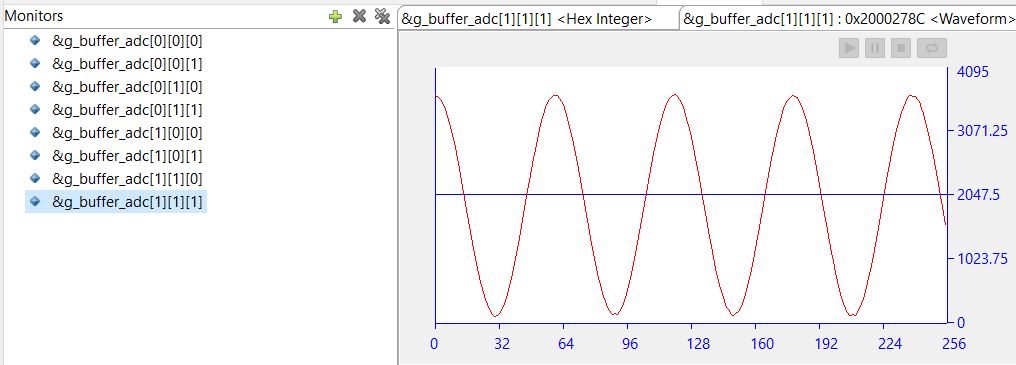 Monitors
&g_buffer_adc[0][0][0]
&g_buffer_adc[0][0][1]
&g_buffer_adc[0][1][0]
&g_buffer_adc[0][1][1]
&g_buffer_adc[1][0][0]
&g_buffer_adc[1][0][1]
&g_buffer_adc[1][1][0]
&g_buffer_adc[1][1][1]
&g_buffer_adc[1][1][1] <Hex Integer>
&g_buffer_adc[1][1][1] : 0x2000278C <Waveform>
4095
3071.25
2047.5
1023.75
0
0 32 64 96 128 160 192 224 256